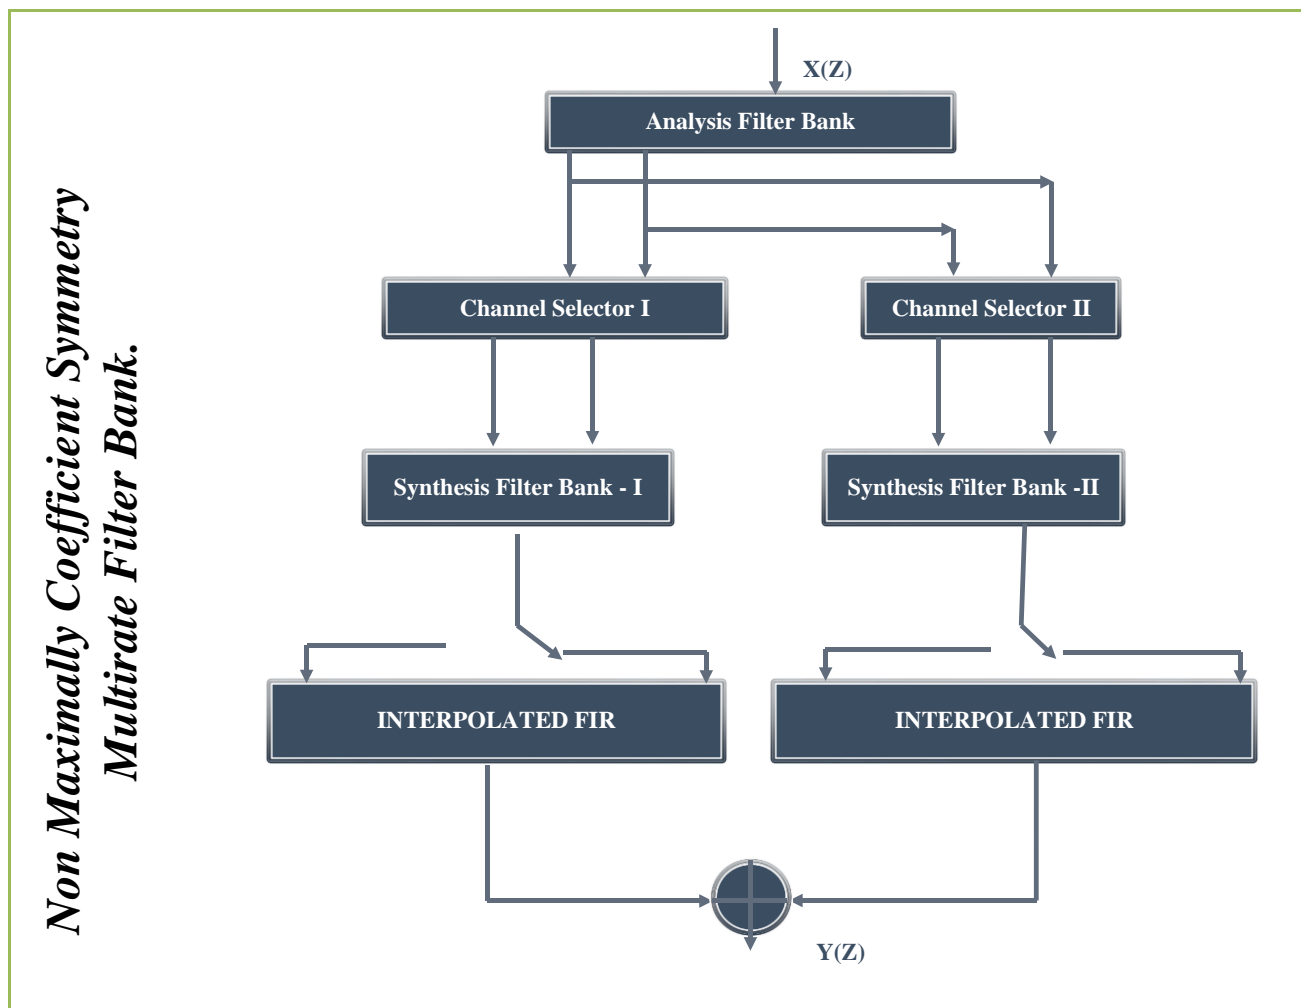 Non Maximally Coefficient Symmetry
Multirate Filter Bank.
X(Z)
Analysis Filter Bank
Channel Selector I
Channel Selector II
Synthesis Filter Bank - I
Synthesis Filter Bank -II
INTERPOLATED FIR
INTERPOLATED FIR
Y(Z)